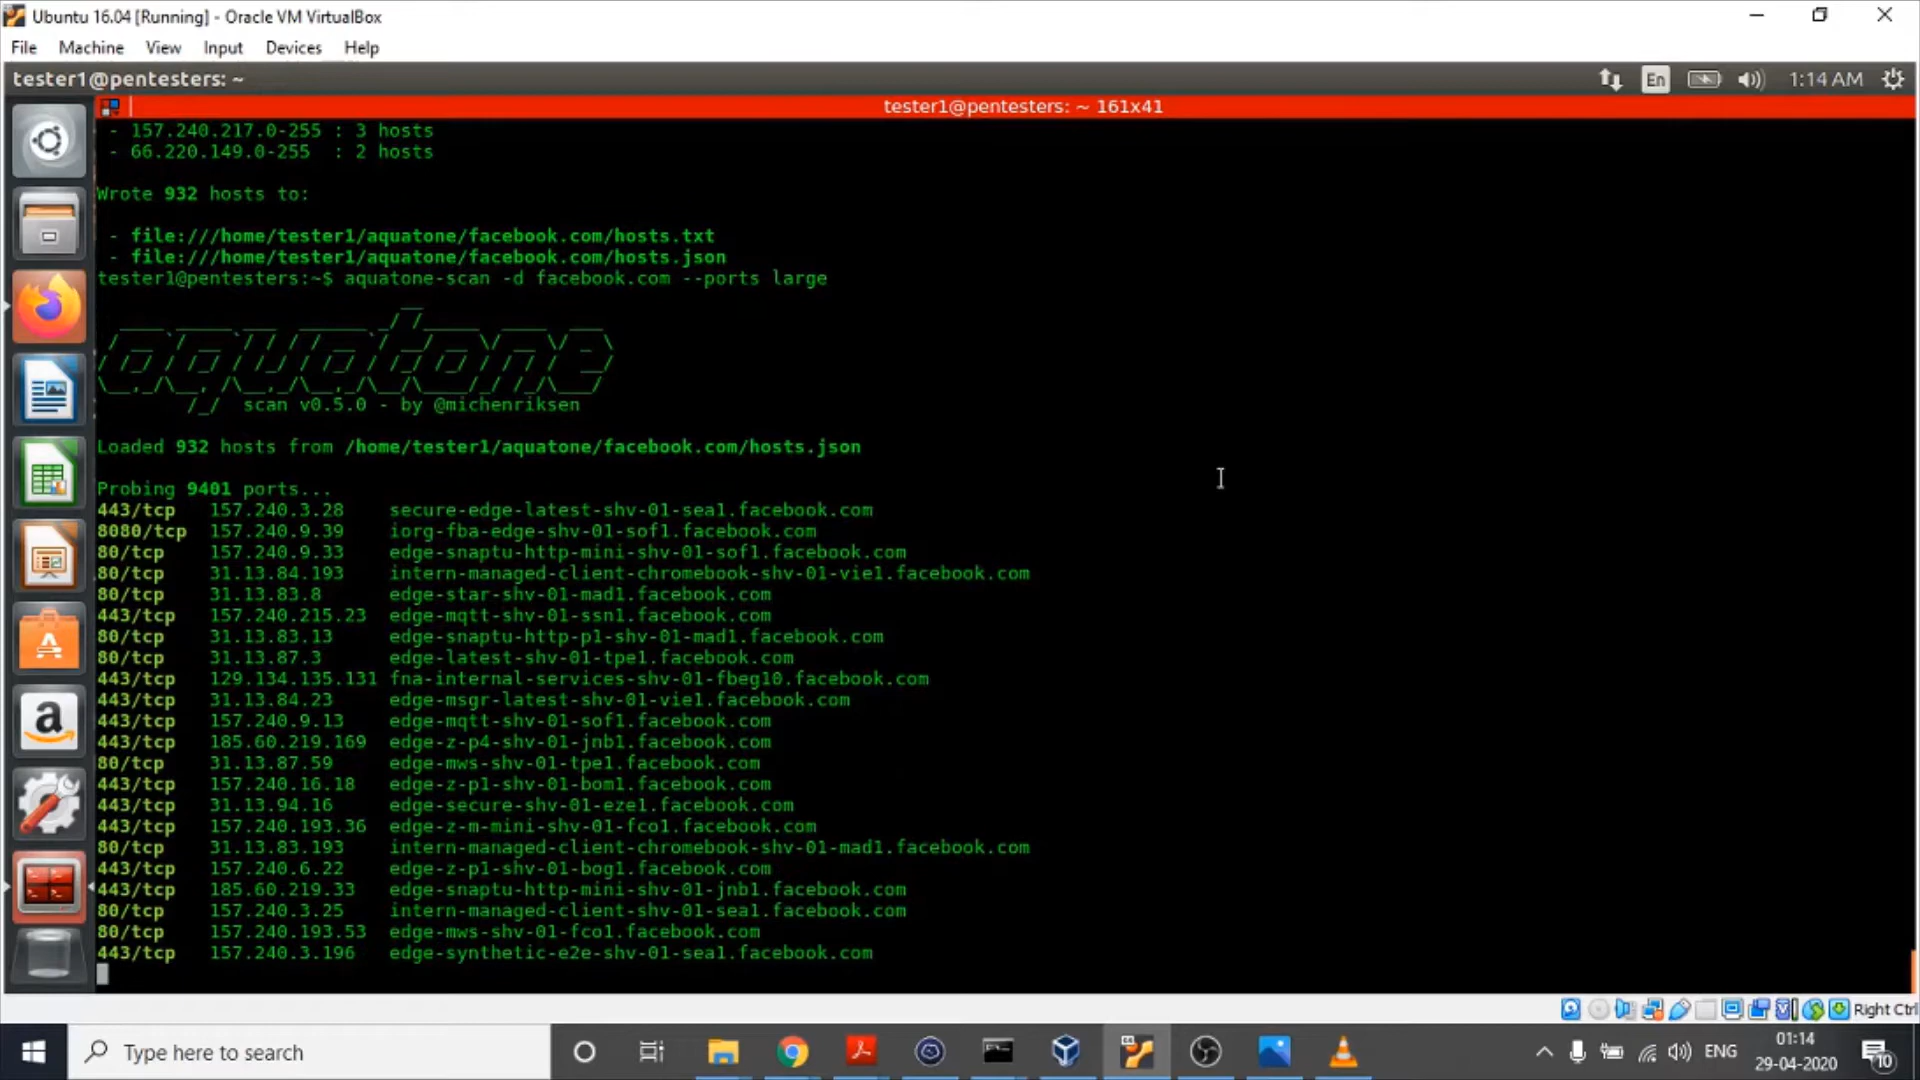 Ubuntu 16.04 [Running] - Oracle VM VirtualBox
File Machine View Input Devices Help
tester1@pentesters: ~ En 1:14 AM
tester1@pentesters: ~ 161x41
- 157.240.217.0-255 : 3 hosts
- 66.220.149.0-255 : 2 hosts
Wrote 932 hosts to:
- file:///home/tester1/aquatone/facebook.com/hosts.txt
- file:///home/tester1/aquatone/facebook.com/hosts.json
tester1@pentesters:~$ aquatone-scan -d facebook.com --ports large
aquatone
scan v0.5.0 - by @michenriksen
Loaded 932 hosts from /home/tester1/aquatone/facebook.com/hosts.json
Probing 9401 ports...
443/tcp 157.240.3.28 secure-edge-latest-shv-01-sea1.facebook.com
8080/tcp 157.240.9.39 iorg-fba-edge-shv-01-sof1.facebook.com
80/tcp 157.240.9.33 edge-snaptu-http-mini-shv-01-sof1.facebook.com
80/tcp 31.13.84.193 intern-managed-client-chromebook-shv-01-vie1.facebook.com
80/tcp 31.13.83.8 edge-star-shv-01-mad1.facebook.com
443/tcp 157.240.215.23 edge-mqtt-shv-01-ssn1.facebook.com
80/tcp 31.13.83.13 edge-snaptu-http-p1-shv-01-mad1.facebook.com
80/tcp 31.13.87.3 edge-latest-shv-01-tpe1.facebook.com
443/tcp 129.134.135.131 fna-internal-services-shv-01-fbeg10.facebook.com
443/tcp 31.13.84.23 edge-msgr-latest-shv-01-vie1.facebook.com
443/tcp 157.240.9.13 edge-mqtt-shv-01-sof1.facebook.com
443/tcp 185.60.219.169 edge-z-p4-shv-01-jnb1.facebook.com
80/tcp 31.13.87.59 edge-mws-shv-01-tpe1.facebook.com
443/tcp 157.240.16.18 edge-z-p1-shv-01-bom1.facebook.com
443/tcp 31.13.94.16 edge-secure-shv-01-eze1.facebook.com
443/tcp 157.240.193.36 edge-z-m-mini-shv-01-fco1.facebook.com
80/tcp 31.13.83.193 intern-managed-client-chromebook-shv-01-mad1.facebook.com
443/tcp 157.240.6.22 edge-z-p1-shv-01-bog1.facebook.com
443/tcp 185.60.219.33 edge-snaptu-http-mini-shv-01-jnb1.facebook.com
80/tcp 157.240.3.25 intern-managed-client-shv-01-sea1.facebook.com
80/tcp 157.240.193.53 edge-mws-shv-01-fco1.facebook.com
443/tcp 157.240.3.196 edge-synthetic-e2e-shv-01-sea1.facebook.com
Right Ctrl
Type here to search
ENG
01:14
29-04-2020
10